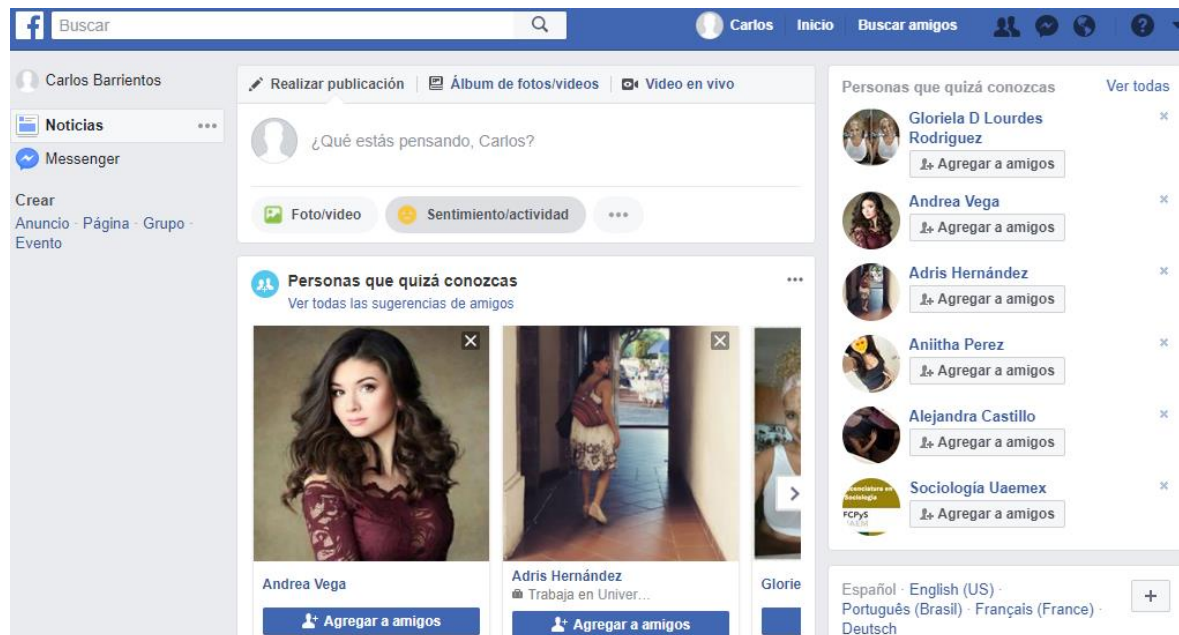 f
Buscar
Carlos Inicio Buscar amigos
Carlos Barrientos
Noticias
Messenger
Crear
Anuncio · Página · Grupo ·
Evento
Realizar publicación Álbum de fotos/videos Video en vivo
¿Qué estás pensando, Carlos?
Foto/video Sentimiento/actividad
Personas que quizá conozcas
Ver todas las sugerencias de amigos
Andrea Vega
Agregar a amigos
Adris Hernández
Trabaja en Univer...
Agregar a amigos
Glorie
Personas que quizá conozcas Ver todas
Gloriela D Lourdes
Rodriguez
Agregar a amigos
Andrea Vega
Agregar a amigos
Adris Hernández
Agregar a amigos
Aniitha Perez
Agregar a amigos
Alejandra Castillo
Agregar a amigos
Sociología
FCPyS
Sociología Uaemex
Agregar a amigos
Español · English (US) ·
Português (Brasil) · Français (France) ·
Deutsch